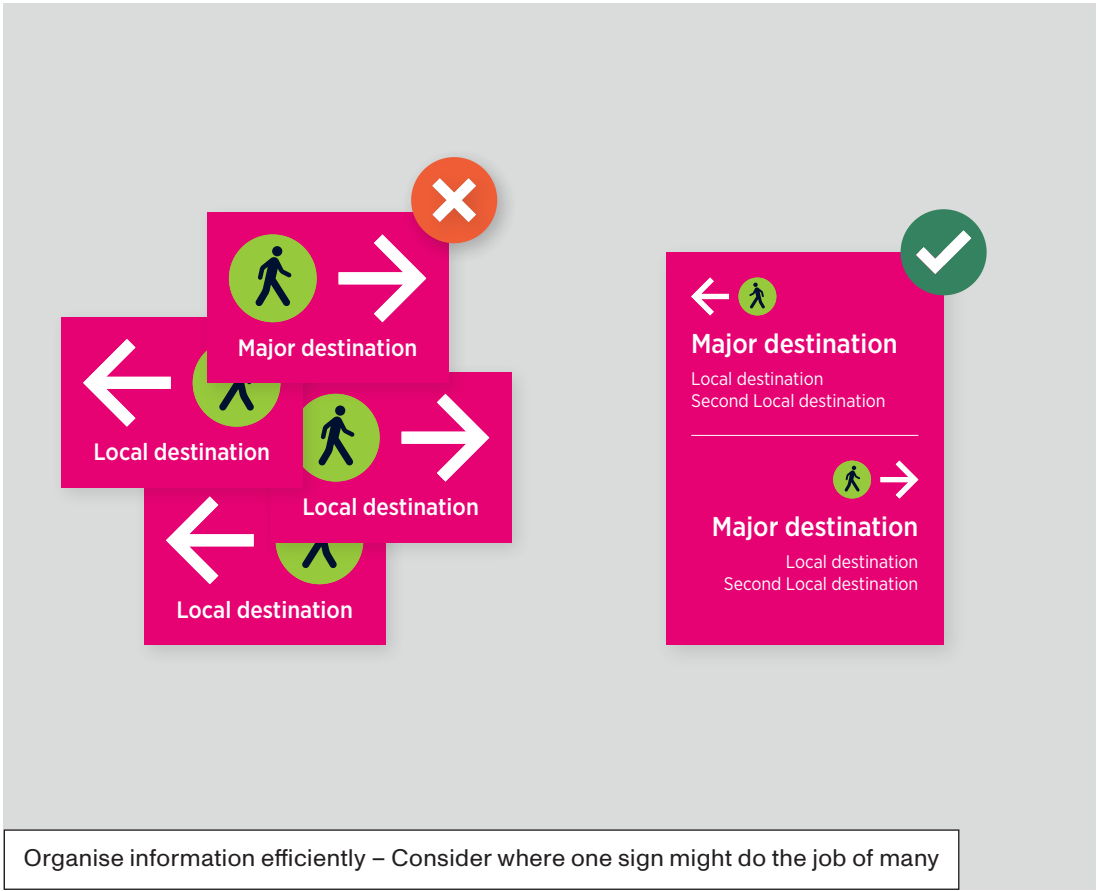 Major destination
Local destination
Local destination
Local destination
Major destination
Local destination
Second Local destination
Major destination
Local destination
Second Local destination
Organise information efficiently – Consider where one sign might do the job of many